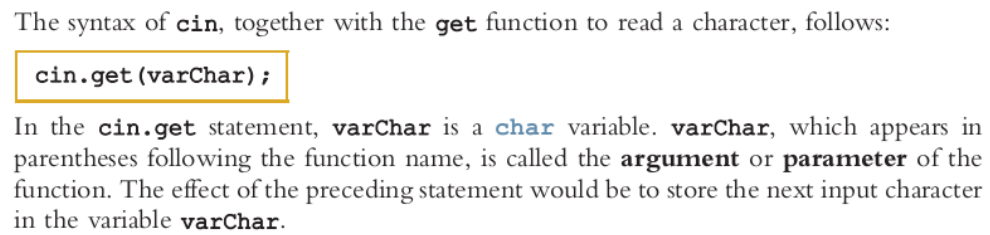 The syntax of cin, together with the get function to read a character, follows:
cin.get(varChar);
In the cin.get statement, varChar is a char variable. varChar, which appears in
parentheses following the function name, is called the argument or parameter of the
function. The effect of the preceding statement would be to store the next input character
in the variable varChar.